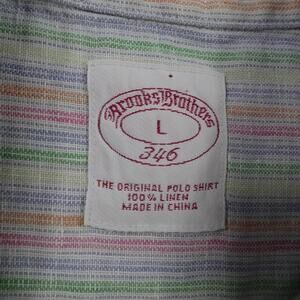 Brooks Brothers
L
346
THE ORIGINAL POLO SHIRT
100% LINEN
MADE IN CHINA